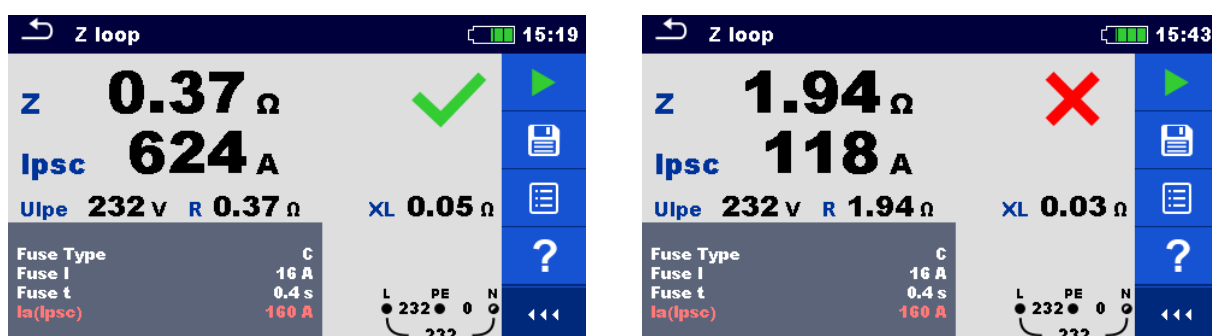 Z loop 15:19
Z 0.37 Ω
Ipsc 624 A
Ulpe 232 V R 0.37 Ω XL 0.05 Ω
Fuse Type C
Fuse I 16 A
Fuse t 0.4 s
Ia(Ipsc) 160 A
?
L PE N
232 0
232
Z loop 15:43
Z 1.94 Ω
Ipsc 118 A
Ulpe 232 V R 1.94 Ω XL 0.03 Ω
Fuse Type C
Fuse I 16 A
Fuse t 0.4 s
Ia(Ipsc) 160 A
?
L PE N
232 0
232